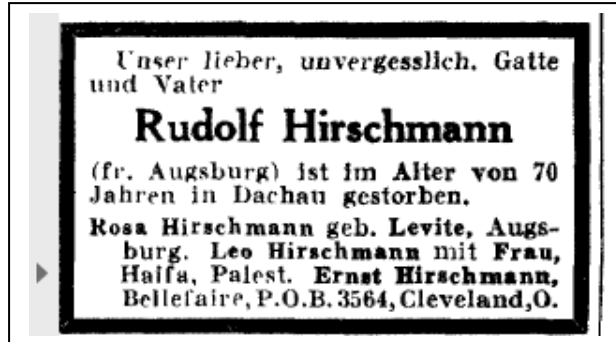 Unser lieber, unvergesslich. Gatte
und Vater
Rudolf Hirschmann
(fr. Augsburg) ist im Alter von 70
Jahren in Dachau gestorben.
Rosa Hirschmann geb. Levite, Augs-
burg. Leo Hirschmann mit Frau,
Haifa, Palest. Ernst Hirschmann,
Bellefaire, P.O.B. 3564, Cleveland, O.